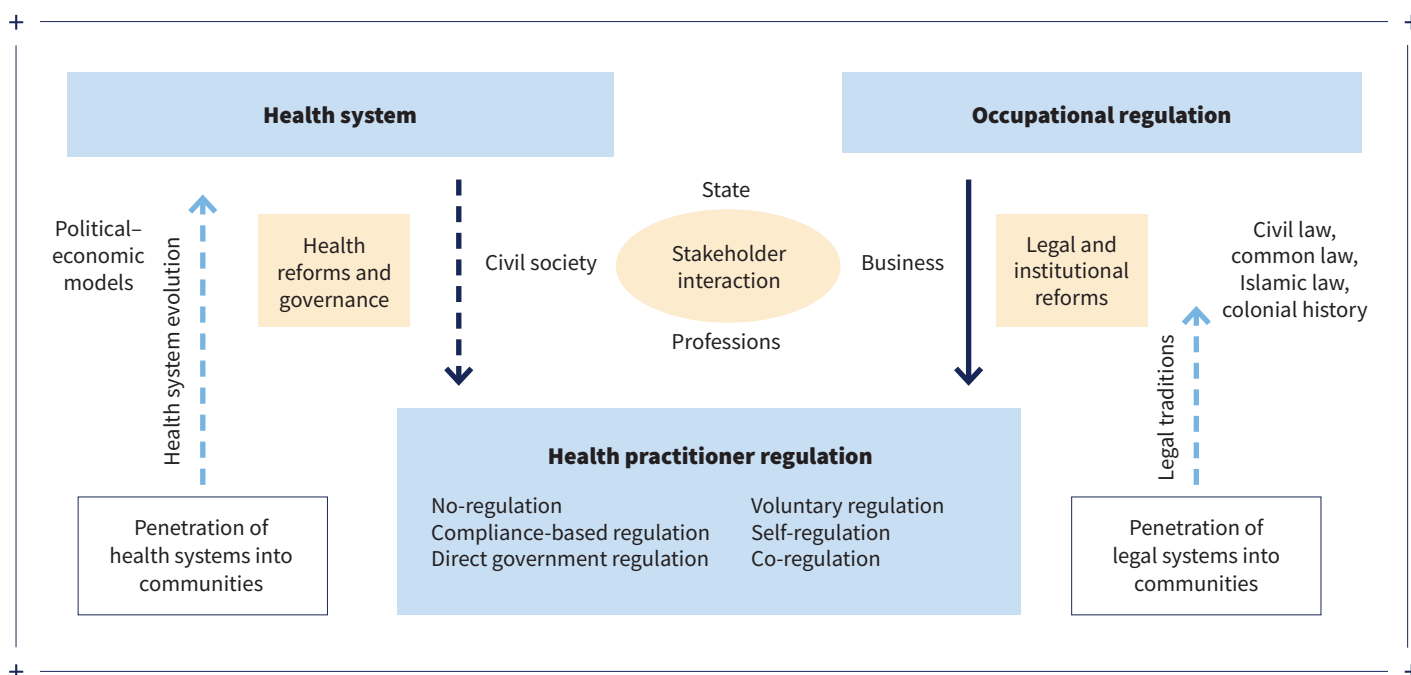 Health system
Occupational regulation
Political–
economic
models
Health system evolution
Health
reforms and
governance
Civil society
State
Stakeholder
interaction
Professions
Business
Legal and
institutional
reforms
Civil law,
common law,
Islamic law,
colonial history
Legal traditions
Health practitioner regulation
No-regulation
Compliance-based regulation
Direct government regulation
Voluntary regulation
Self-regulation
Co-regulation
Penetration of
health systems into
communities
Penetration of
legal systems into
communities